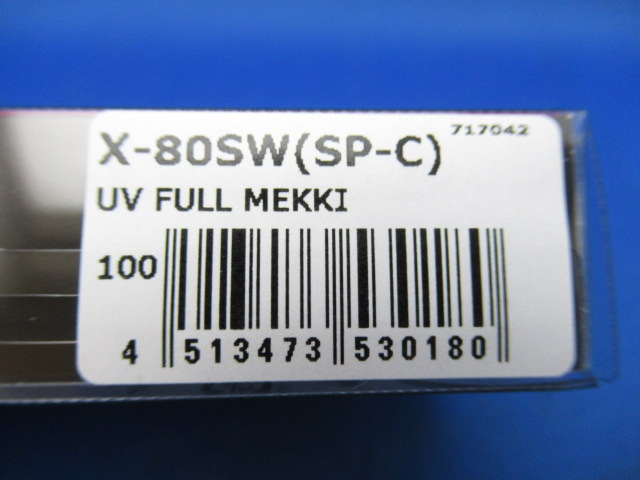 717042
X-80SW(SP-C)
UV FULL MEKKI
100
4 513473 530180